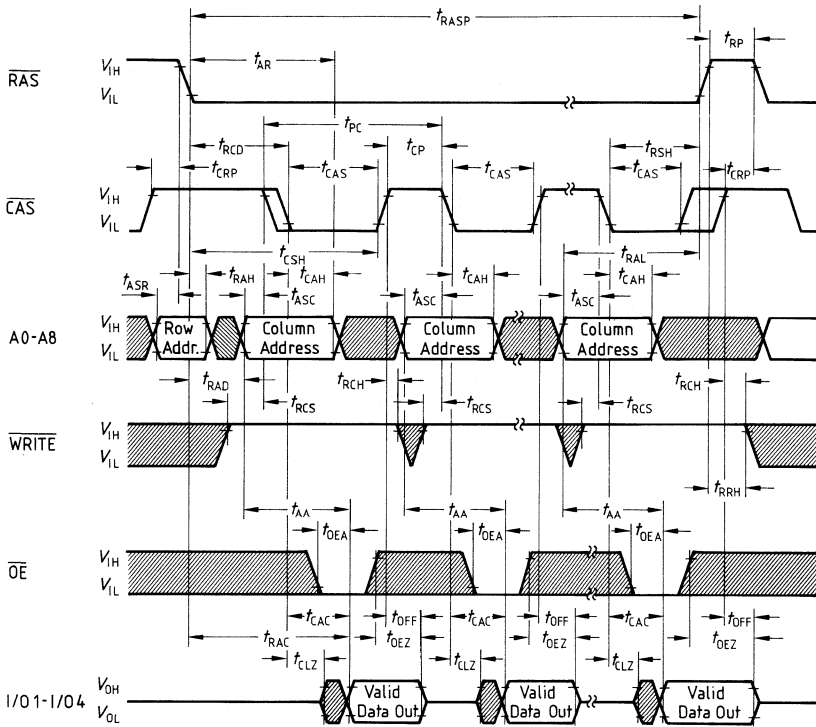 tRASP
tRP
tAR
RAS
VIH
VIL
tPC
tRCD
tCP
tRSH
tCRP
tCAS
tCAS
tCAS
tCRP
CAS
VIH
VIL
tCSH
tRAL
tASR
tRAH
tCAH
tCAH
tCAH
tASC
tASC
tASC
A0-A8
VIH
VIL
Row Addr.
Column Address
Column Address
Column Address
tRAD
tRCH
tRCH
tRCS
tRCS
tRCS
WRITE
VIH
VIL
tRRH
tAA
tAA
tAA
tOEA
tOEA
tOEA
OE
VIH
VIL
tCAC
tOFF
tCAC
tOFF
tCAC
tOFF
tRAC
tOEZ
tOEZ
tOEZ
tCLZ
tCLZ
tCLZ
I/O1-I/O4
VOH
VOL
Valid Data Out
Valid Data Out
Valid Data Out